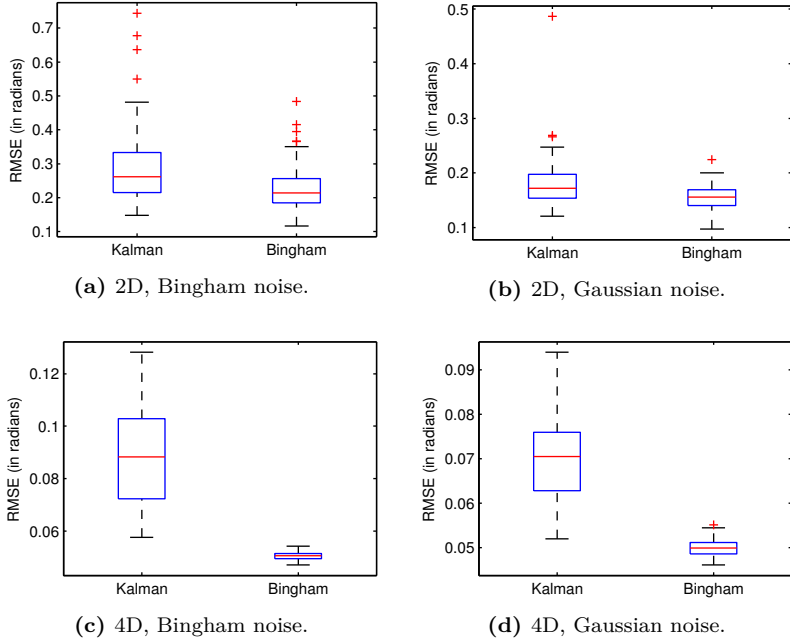 RMSE (in radians)
0.7
0.6
0.5
0.4
0.3
0.2
0.1
Kalman Bingham
(a) 2D, Bingham noise.
RMSE (in radians)
0.5
0.4
0.3
0.2
0.1
Kalman Bingham
(b) 2D, Gaussian noise.
RMSE (in radians)
0.12
0.1
0.08
0.06
Kalman Bingham
(c) 4D, Bingham noise.
RMSE (in radians)
0.09
0.08
0.07
0.06
0.05
Kalman Bingham
(d) 4D, Gaussian noise.